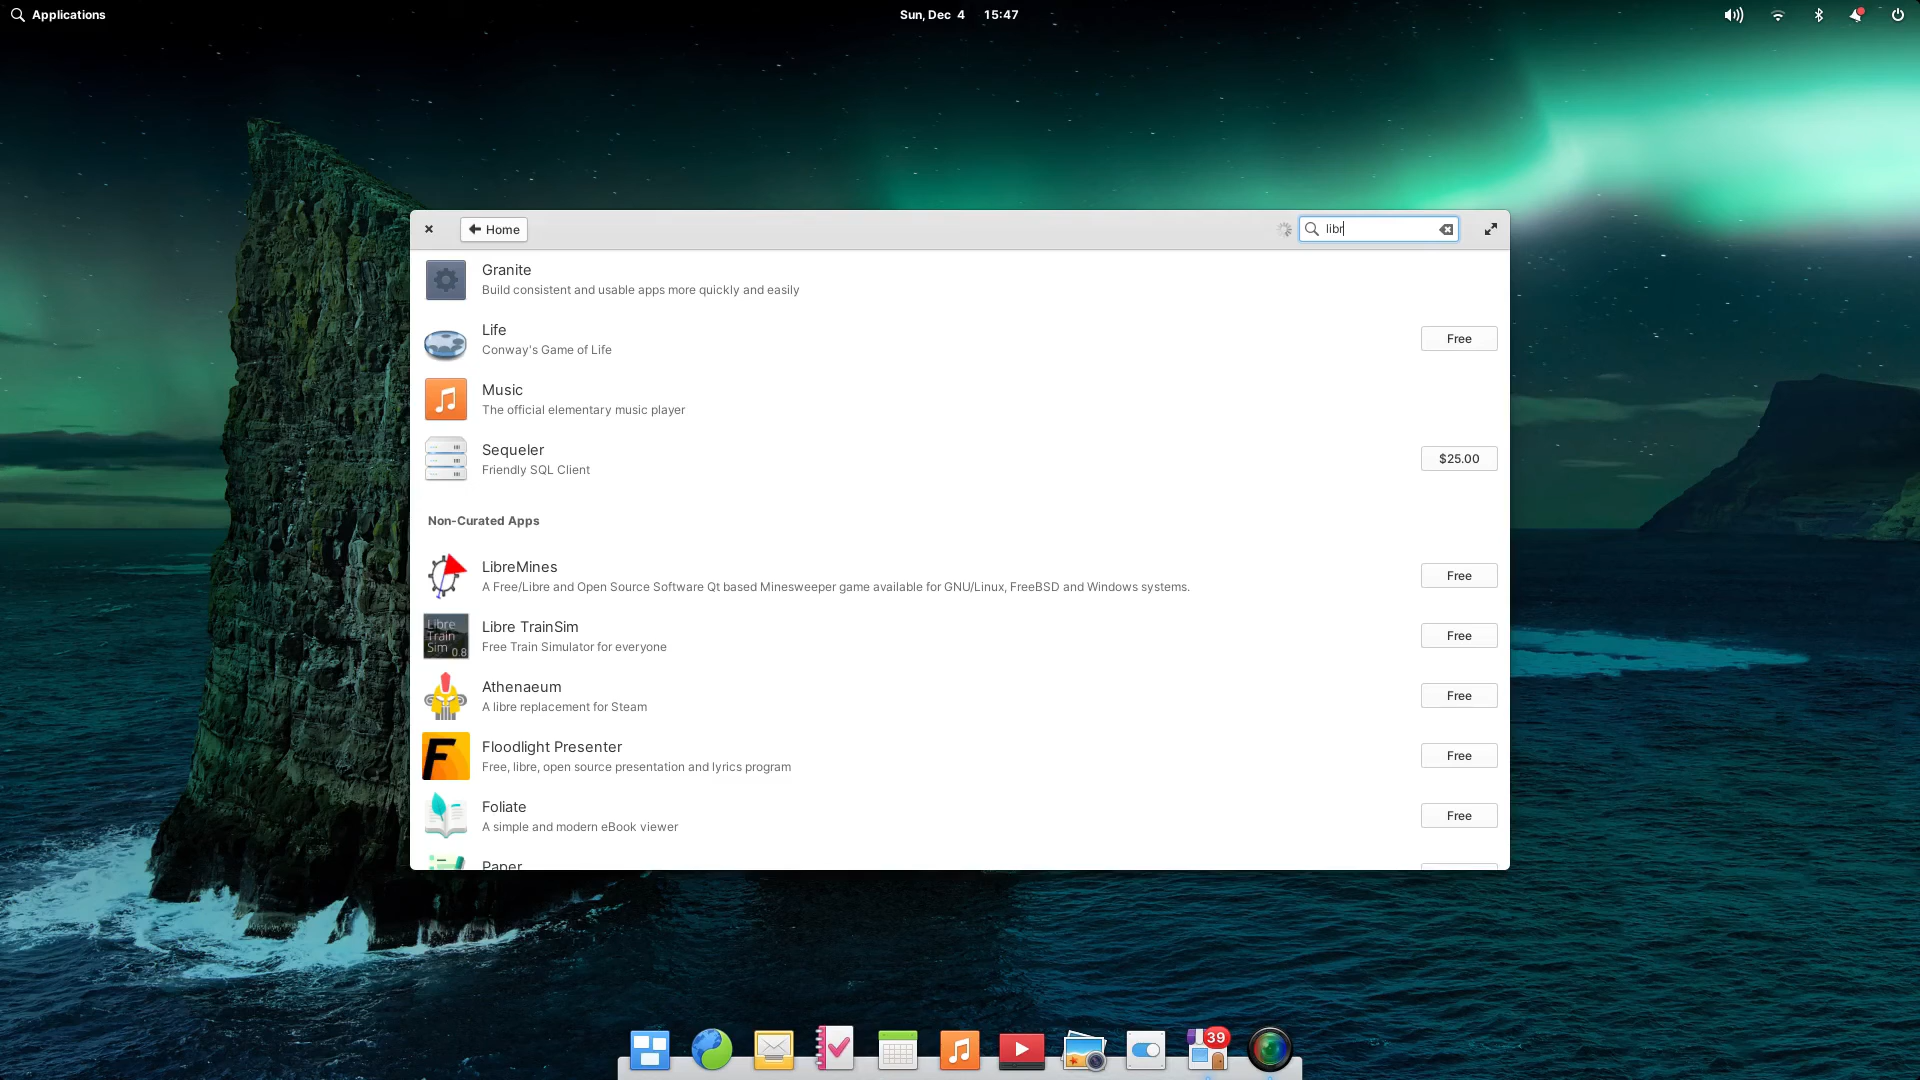 Applications
Sun, Dec 4 15:47
Home
libr
Granite
Build consistent and usable apps more quickly and easily
Life
Conway's Game of Life
Free
Music
The official elementary music player
Sequeler
Friendly SQL Client
$25.00
Non-Curated Apps
LibreMines
A Free/Libre and Open Source Software Qt based Minesweeper game available for GNU/Linux, FreeBSD and Windows systems.
Free
Libre
Train
Sim 0.8
Libre TrainSim
Free Train Simulator for everyone
Free
Athenaeum
A libre replacement for Steam
Free
F
Floodlight Presenter
Free, libre, open source presentation and lyrics program
Free
Foliate
A simple and modern eBook viewer
Free
Paper
39